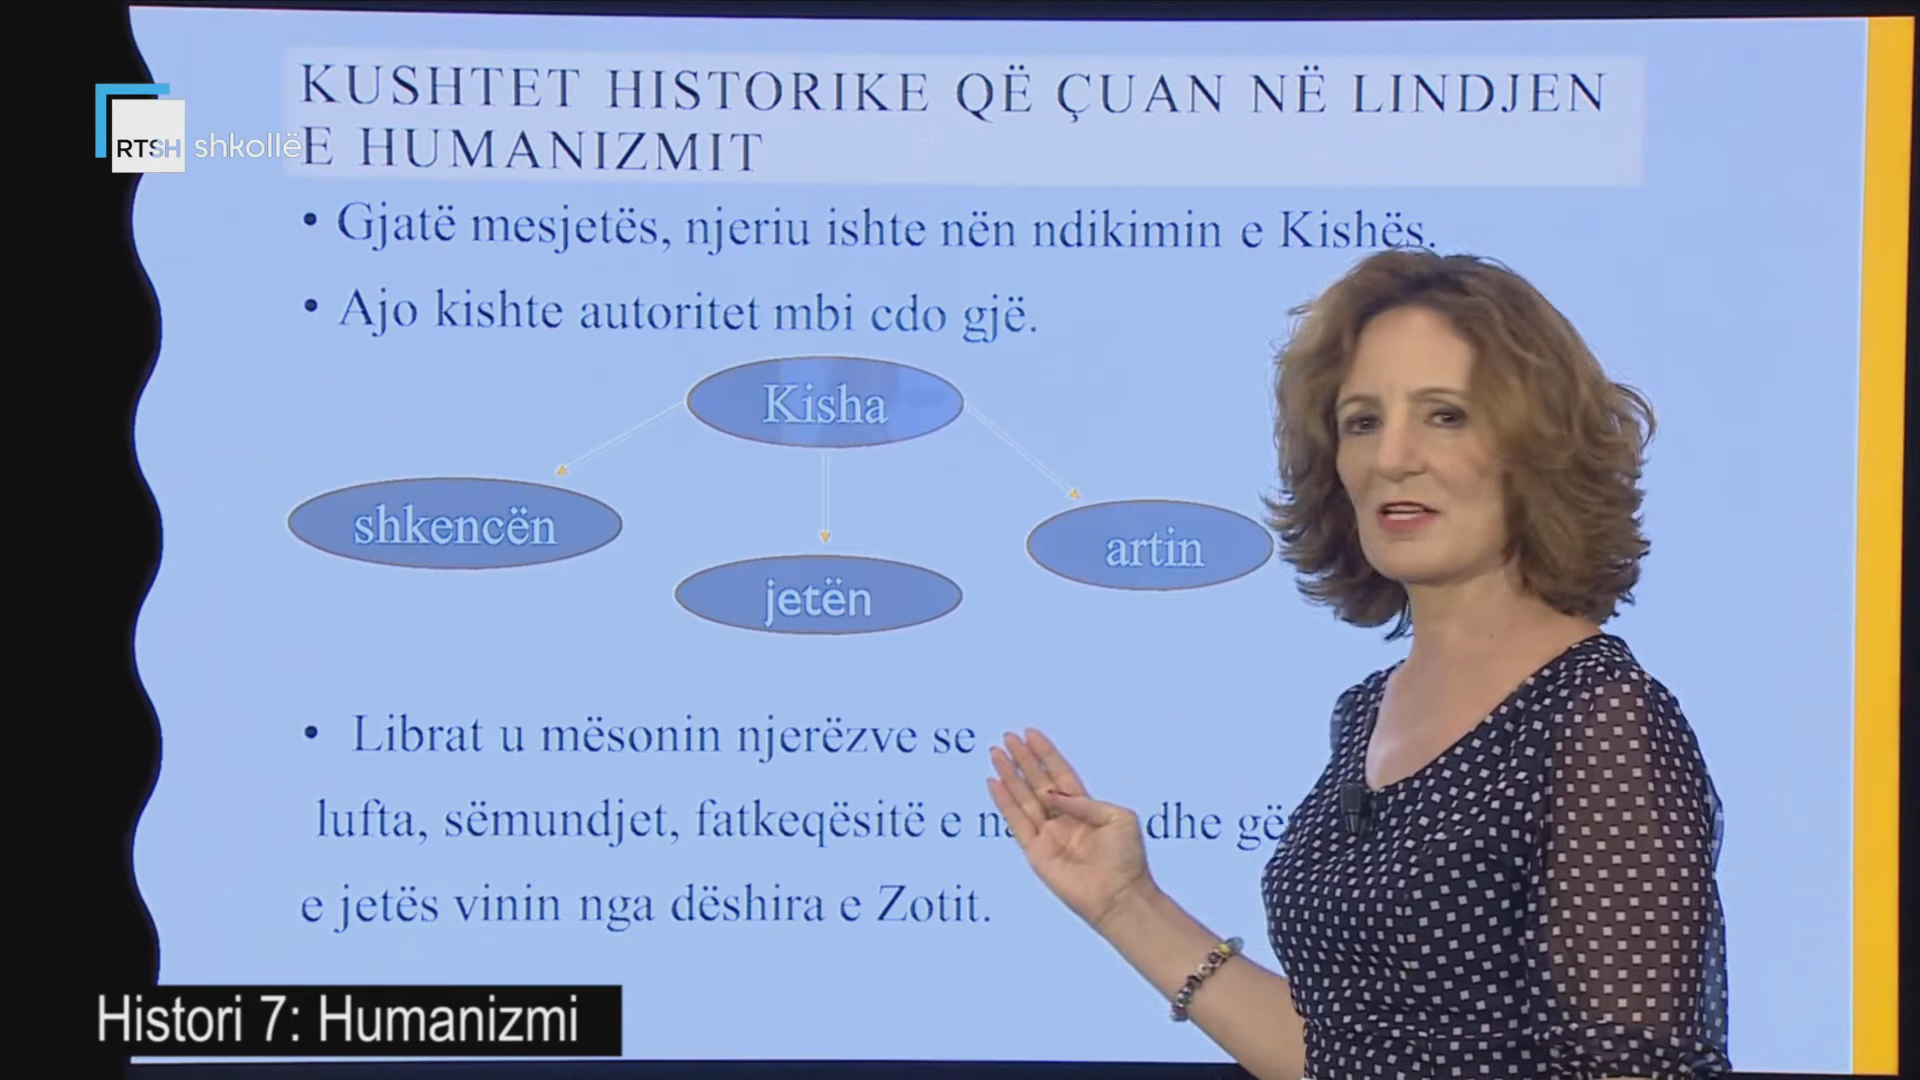 KUSHTET HISTORIKE QË ÇUAN NË LINDJEN
E HUMANIZMIT
RTSH shkollë
• Gjatë mesjetës, njeriu ishte nën ndikimin e Kishës.
• Ajo kishte autoritet mbi cdo gjë.
Kisha
shkencën
artin
jetën
• Librat u mësonin njerëzve se
lufta, sëmundjet, fatkeqësitë e dhe
e jetës vinin nga dëshira e Zotit.
Histori 7: Humanizmi